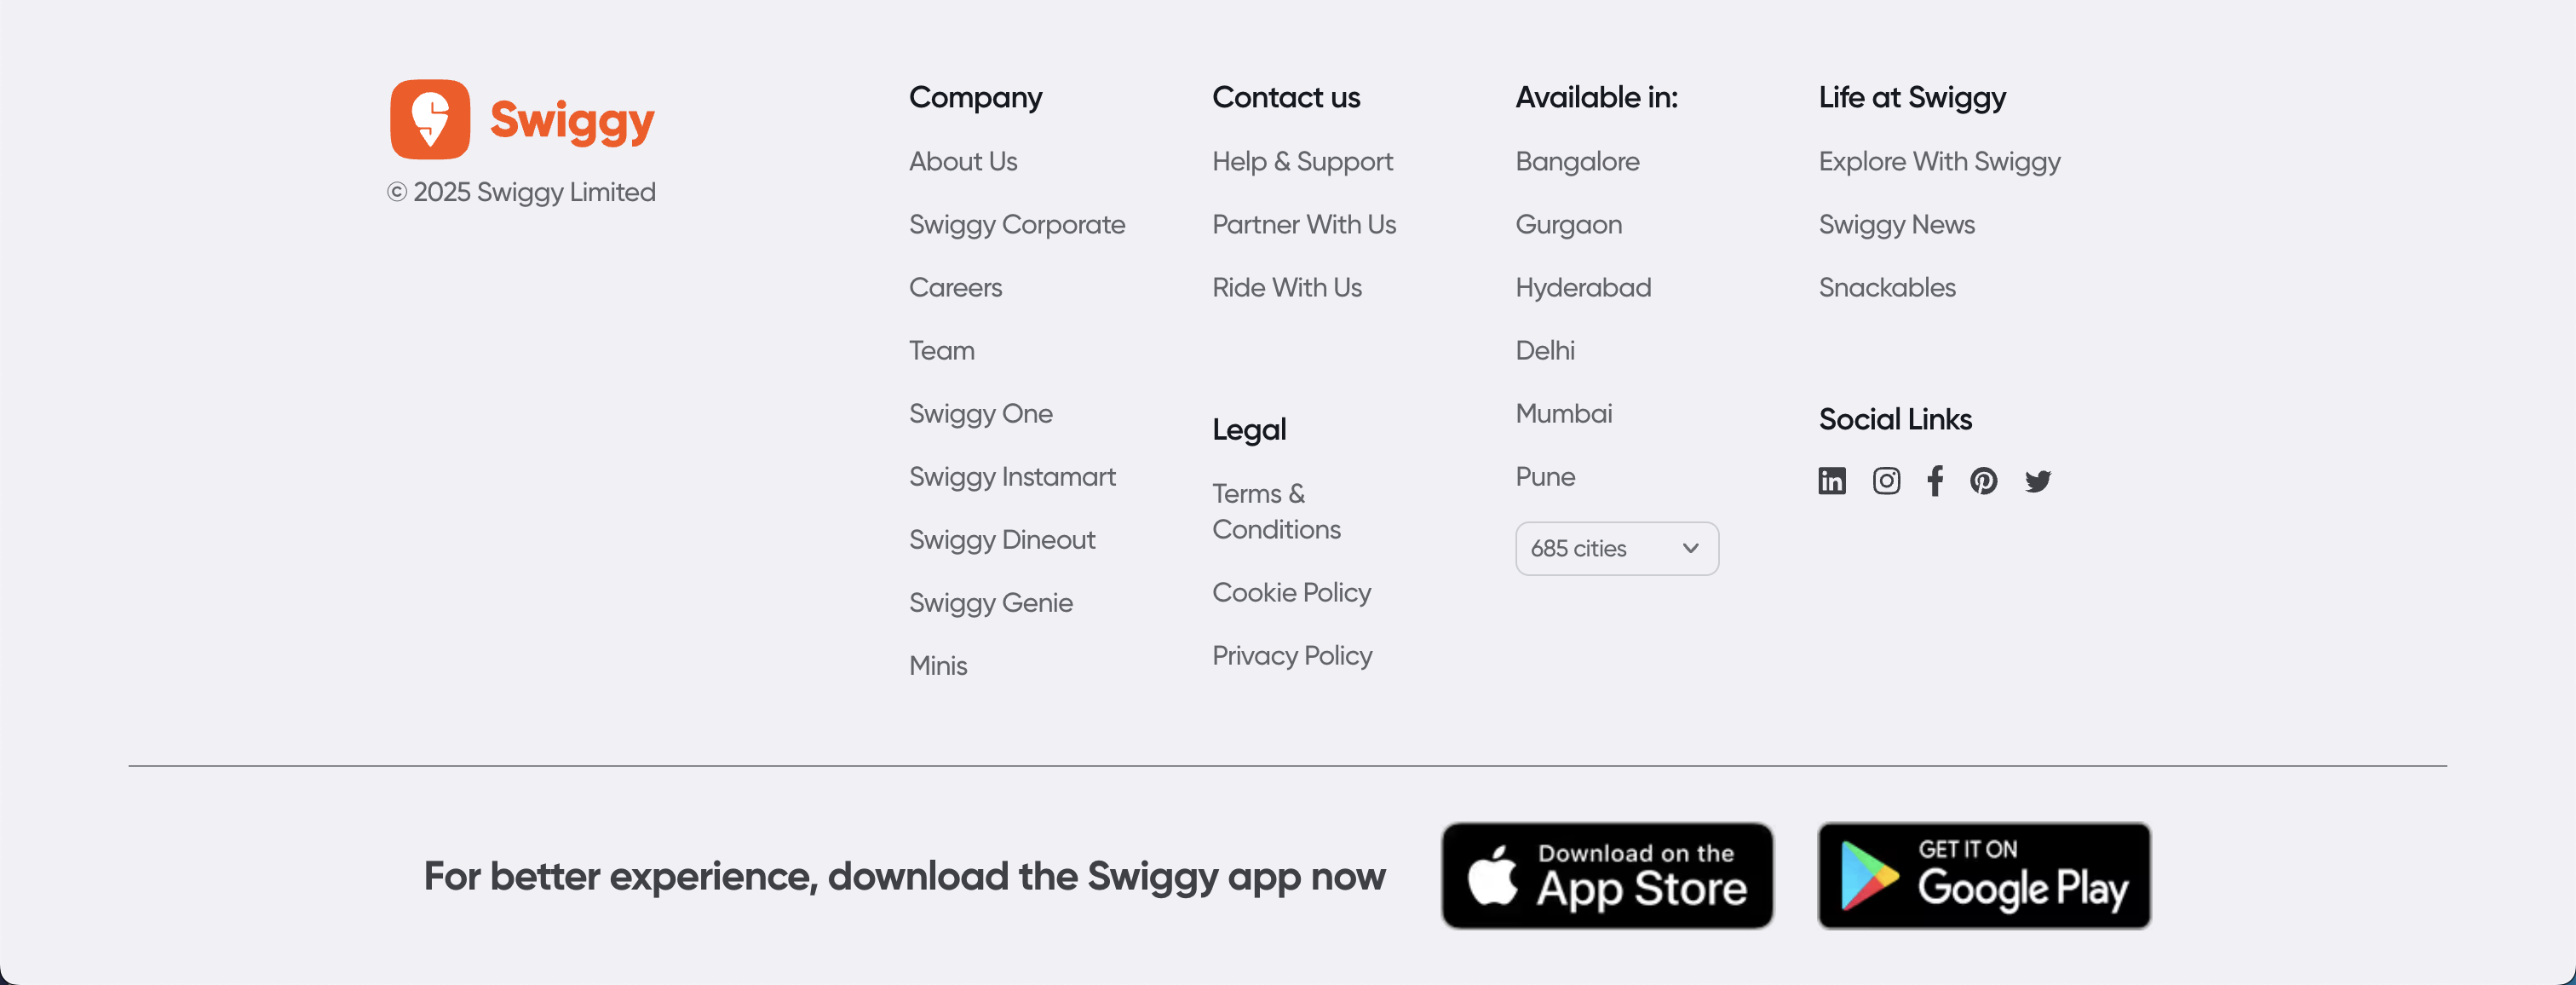 Swiggy
© 2025 Swiggy Limited
Company
About Us
Swiggy Corporate
Careers
Team
Swiggy One
Swiggy Instamart
Swiggy Dineout
Swiggy Genie
Minis
Contact us
Help & Support
Partner With Us
Ride With Us
Legal
Terms &
Conditions
Cookie Policy
Privacy Policy
Available in:
Bangalore
Gurgaon
Hyderabad
Delhi
Mumbai
Pune
685 cities
Life at Swiggy
Explore With Swiggy
Swiggy News
Snackables
Social Links
For better experience, download the Swiggy app now
Download on the
App Store
GET IT ON
Google Play